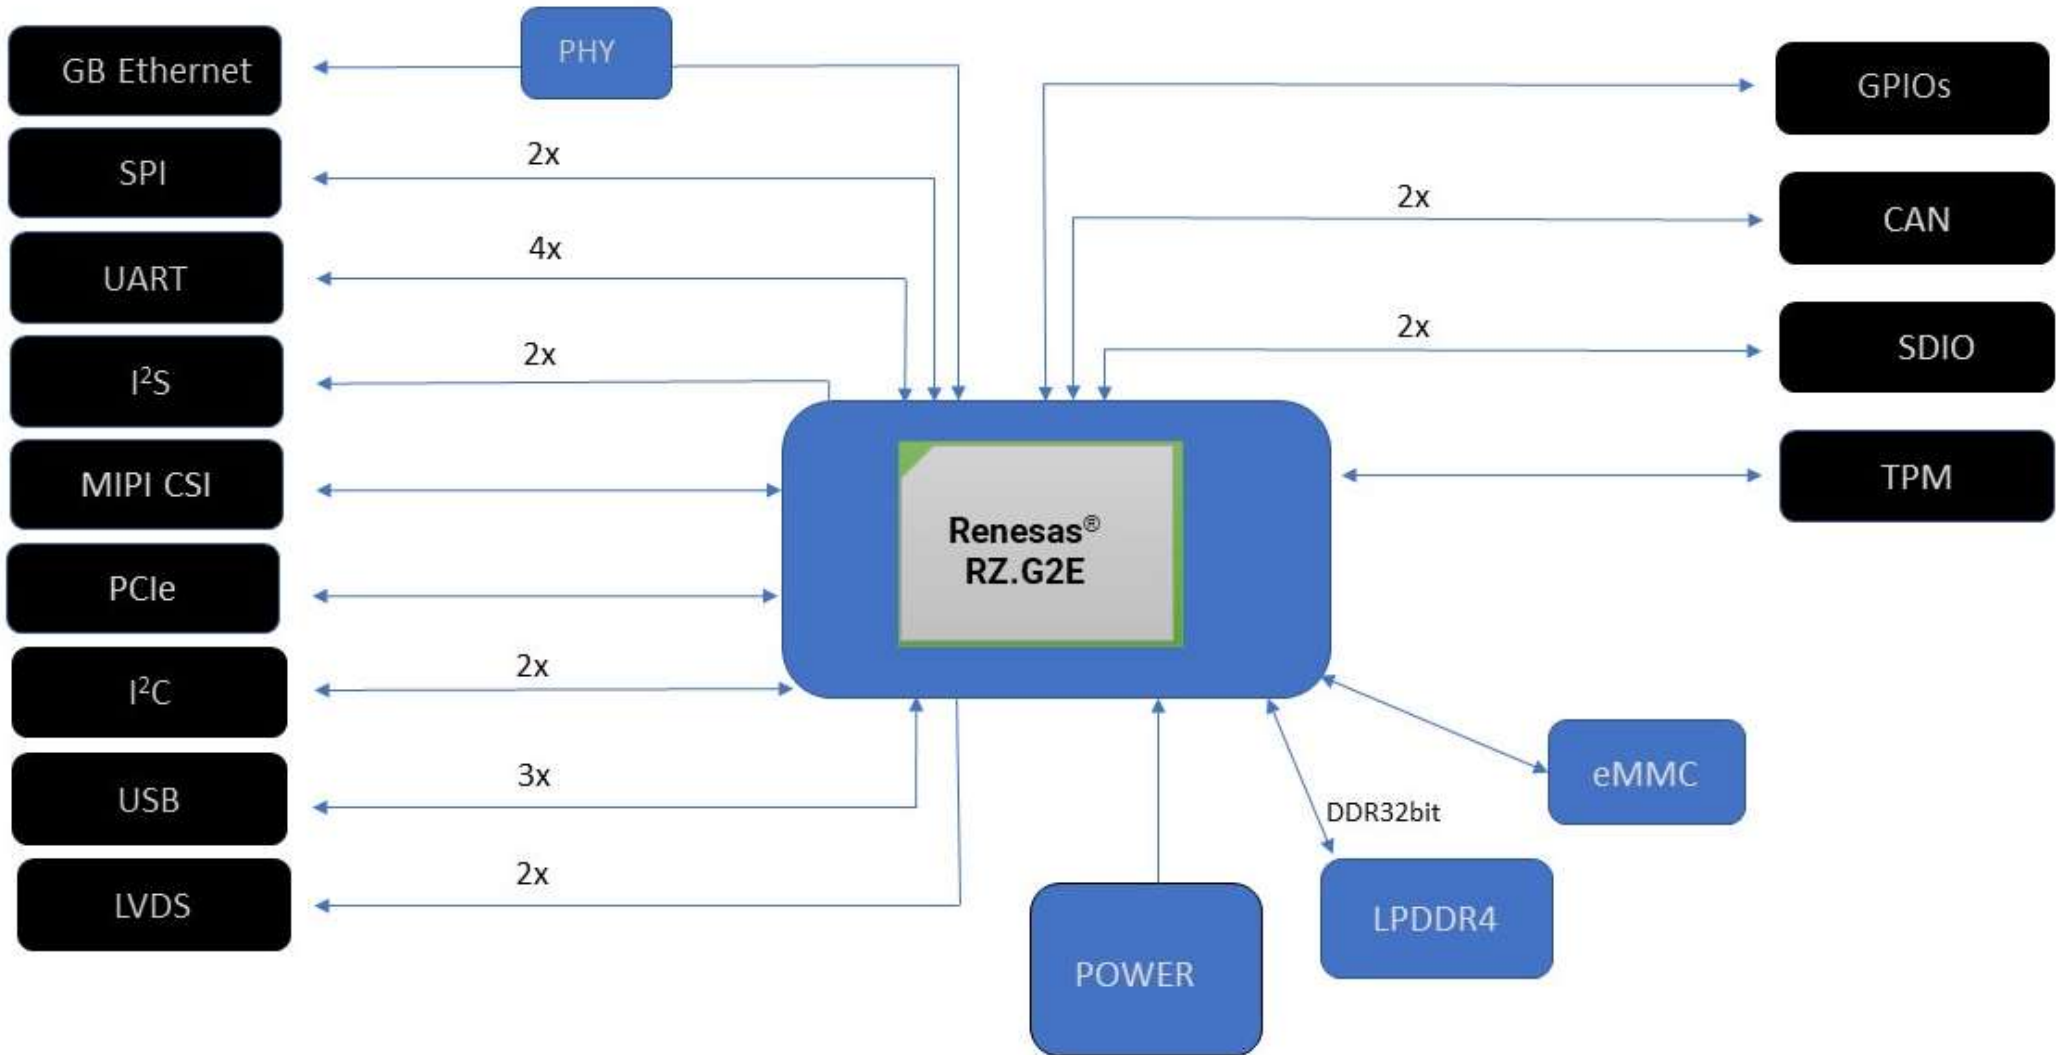 GB Ethernet
PHY
GPIOs
SPI
2x
CAN
2x
UART
4x
SDIO
2x
I²S
2x
MIPI CSI
TPM
Renesas®
RZ.G2E
PCIe
I²C
2x
USB
3x
eMMC
DDR32bit
LVDS
2x
LPDDR4
POWER